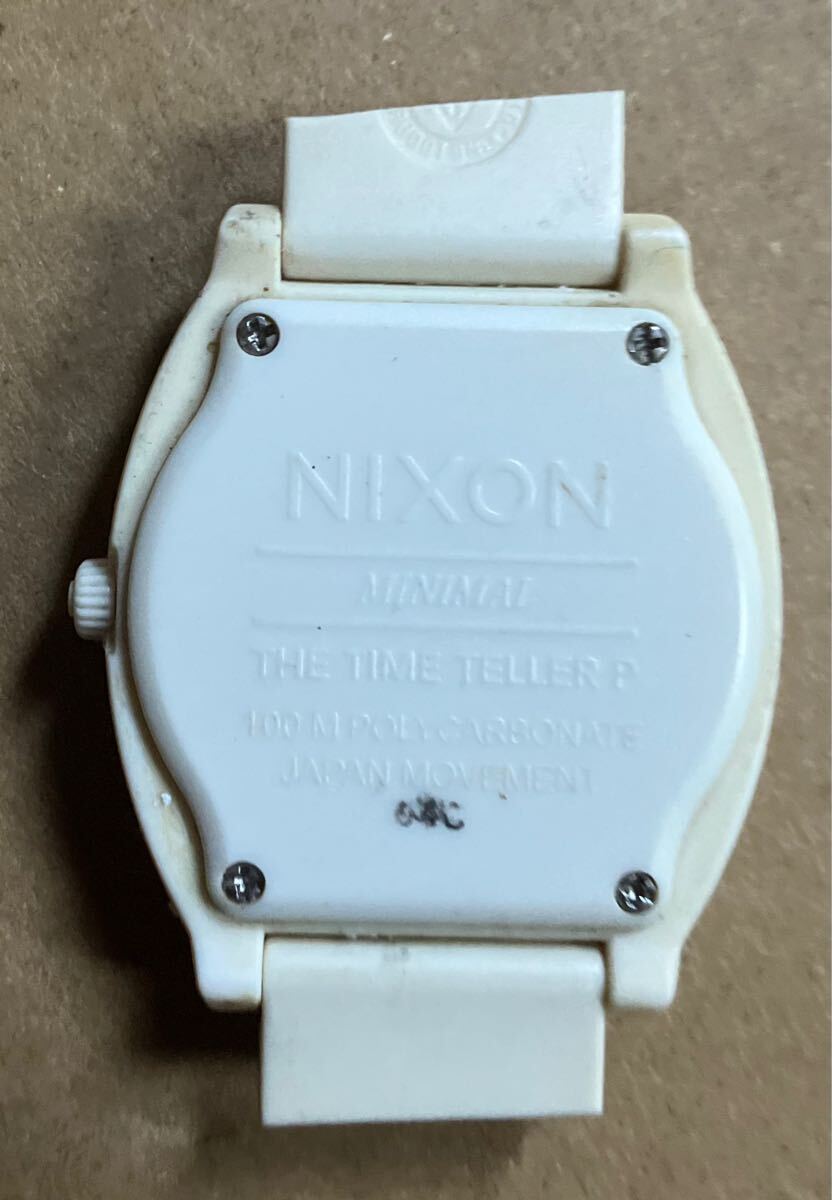 NIXON
MINIMAL
THE TIME TELLER P
100 M POLYCARBONATE
JAPAN MOVEMENT